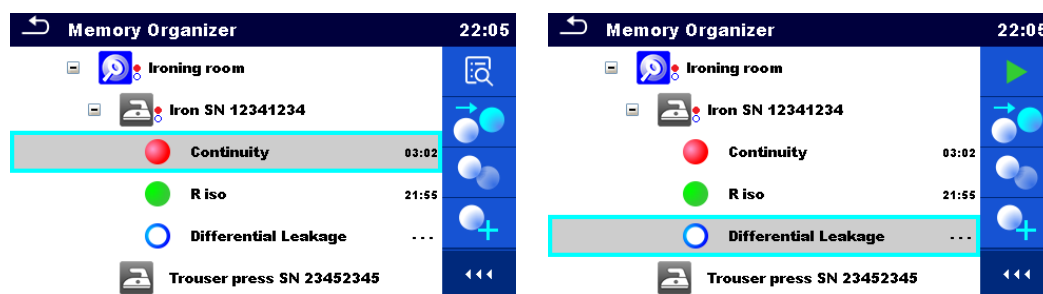 Memory Organizer 22:05
Ironing room
Iron SN 12341234
Continuity 03:02
R iso 21:55
Differential Leakage ---
Trouser press SN 23452345
Memory Organizer 22:05
Ironing room
Iron SN 12341234
Continuity 03:02
R iso 21:55
Differential Leakage ---
Trouser press SN 23452345